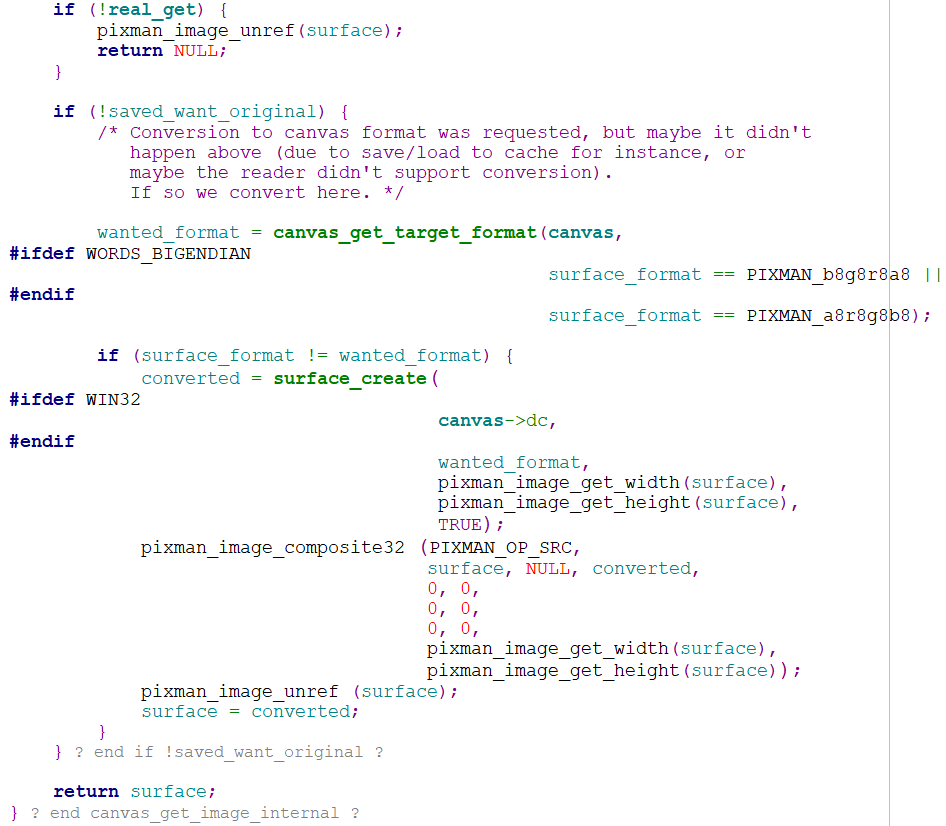 if (!real_get) {
pixman_image_unref(surface);
return NULL;
}
if (!saved_want_original) {
/* Conversion to canvas format was requested, but maybe it didn't
happen above (due to save/load to cache for instance, or
maybe the reader didn't support conversion).
If so we convert here. */
wanted_format = canvas_get_target_format(canvas,
#ifdef WORDS_BIGENDIAN
surface_format == PIXMAN_b8g8r8a8 ||
#endif
surface_format == PIXMAN_a8r8g8b8);
if (surface_format != wanted_format) {
converted = surface_create(
#ifdef WIN32
canvas->dc,
#endif
wanted_format,
pixman_image_get_width(surface),
pixman_image_get_height(surface),
TRUE);
pixman_image_composite32 (PIXMAN_OP_SRC,
surface, NULL, converted,
0, 0,
0, 0,
0, 0,
pixman_image_get_width(surface),
pixman_image_get_height(surface));
pixman_image_unref (surface);
surface = converted;
}
} ? end if !saved_want_original ?
return surface;
} ? end canvas_get_image_internal ?